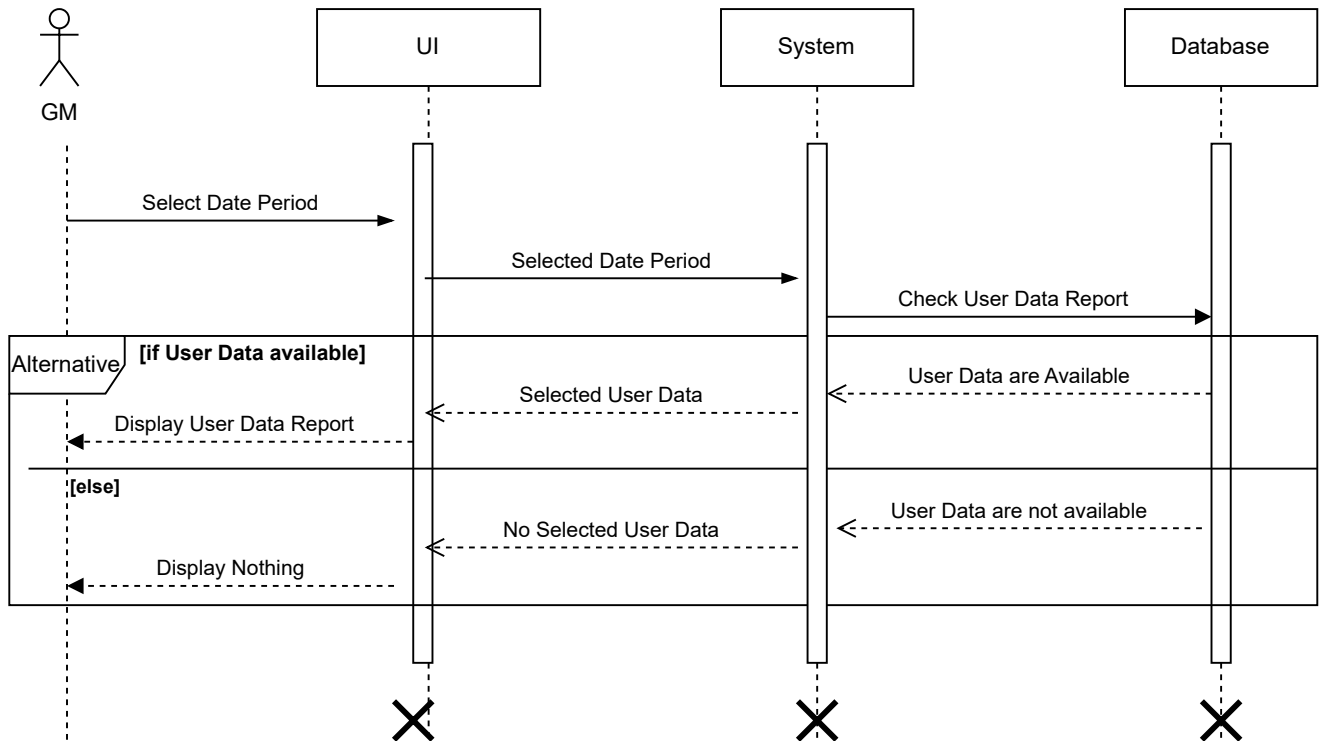 UI
System
Database
GM
Select Date Period
Selected Date Period
Check User Data Report
Alternative
[if User Data available]
User Data are Available
Selected User Data
Display User Data Report
[else]
User Data are not available
No Selected User Data
Display Nothing